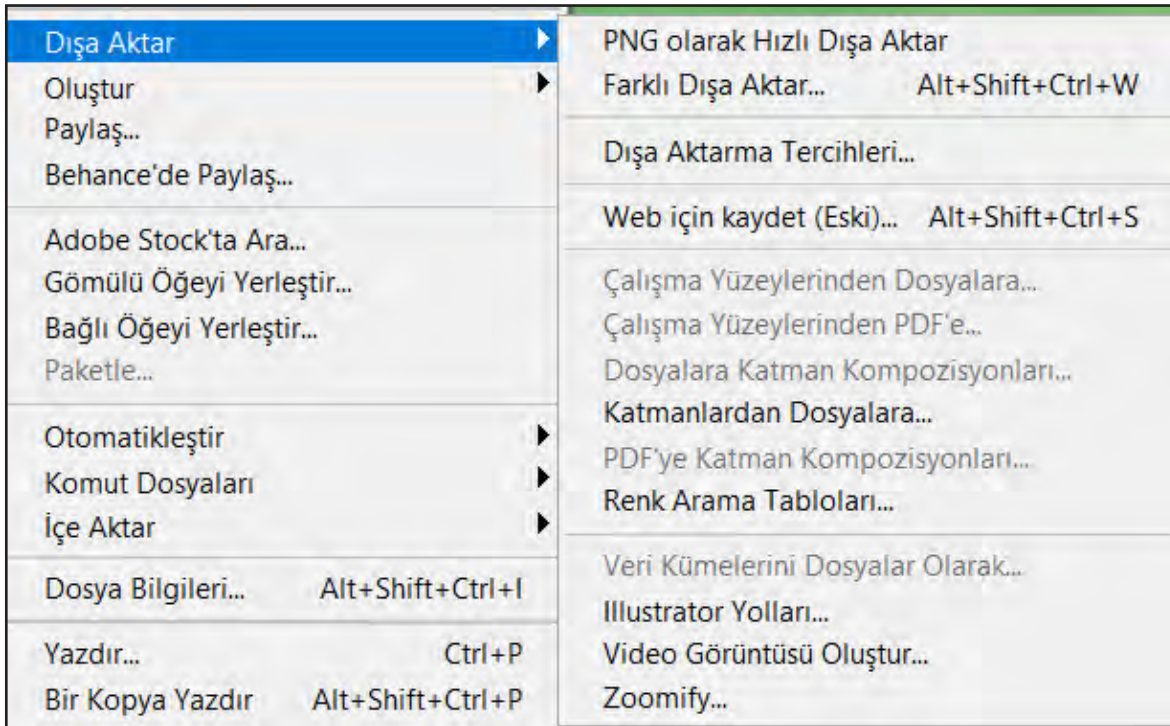 Dışa Aktar
Oluştur
Paylaş...
Behance'de Paylaş...
Adobe Stock'ta Ara...
Gömülü Öğeyi Yerleştir...
Bağlı Öğeyi Yerleştir...
Paketle...
Otomatikleştir
Komut Dosyaları
İçe Aktar
Dosya Bilgileri... Alt+Shift+Ctrl+I
Yazdır... Ctrl+P
Bir Kopya Yazdır Alt+Shift+Ctrl+P
PNG olarak Hızlı Dışa Aktar
Farklı Dışa Aktar... Alt+Shift+Ctrl+W
Dışa Aktarma Tercihleri...
Web için kaydet (Eski)... Alt+Shift+Ctrl+S
Çalışma Yüzeylerinden Dosyalara...
Çalışma Yüzeylerinden PDF'e...
Dosyalara Katman Kompozisyonları...
Katmanlardan Dosyalara...
PDF'ye Katman Kompozisyonları...
Renk Arama Tabloları...
Veri Kümelerini Dosyalar Olarak...
Illustrator Yolları...
Video Görüntüsü Oluştur...
Zoomify...